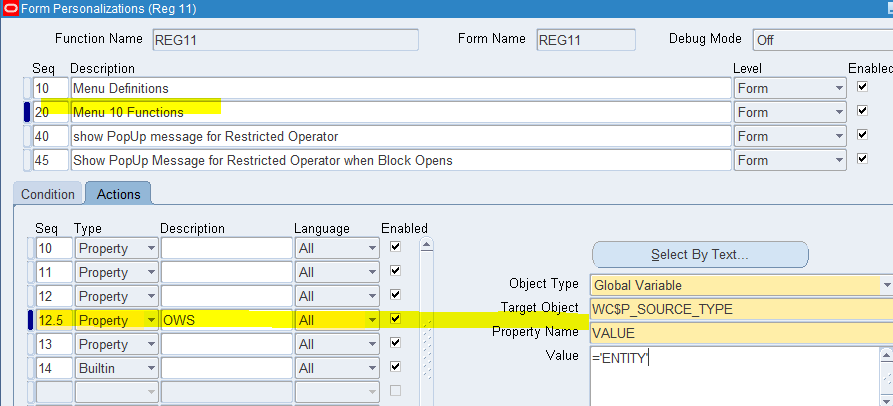 Form Personalizations (Reg 11)
Function Name REG11 Form Name REG11 Debug Mode Off
Seq Description Level Enabled
10 Menu Definitions Form
20 Menu 10 Functions Form
40 show PopUp message for Restricted Operator Form
45 Show PopUp Message for Restricted Operator when Block Opens Form
Condition Actions
Seq Type Description Language Enabled
10 Property All
11 Property All
12 Property All
12.5 Property OWS All
13 Property All
14 Builtin All
Select By Text...
Object Type Global Variable
Target Object WC$P_SOURCE_TYPE
Property Name VALUE
Value ='ENTITY'